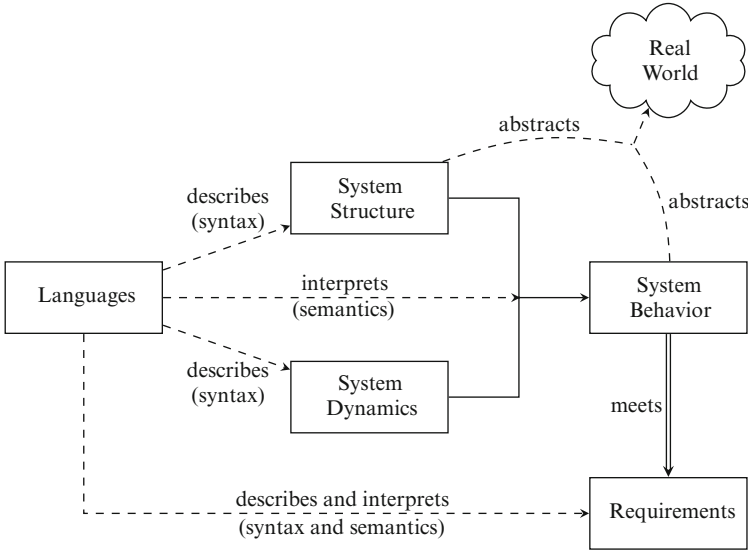 Real
World
abstracts
System
Structure
describes
(syntax)
abstracts
Languages
interprets
(semantics)
System
Behavior
describes
(syntax)
System
Dynamics
meets
describes and interprets
(syntax and semantics)
Requirements